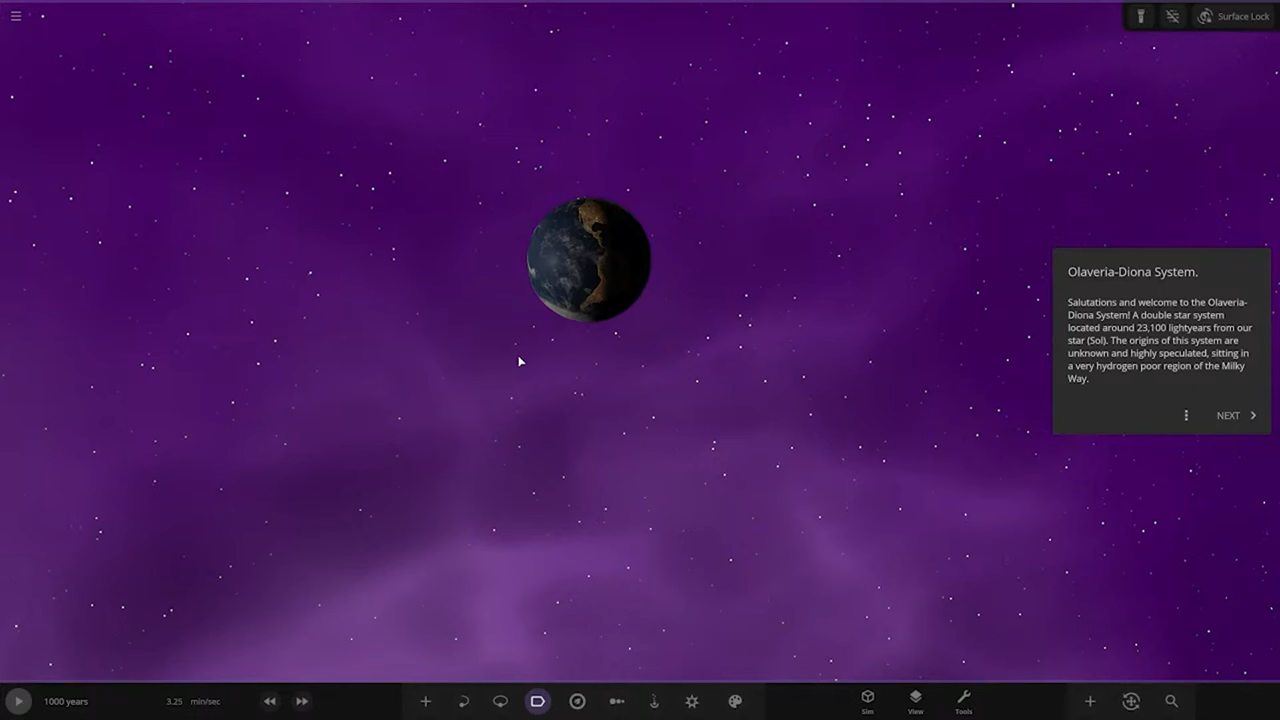 Surface Lock
Olaveria-Diona System.
Salutations and welcome to the Olaveria-
Diona System! A double star system
located around 23,100 lightyears from our
star (Sol). The origins of this system are
unknown and highly speculated, sitting in
a very hydrogen poor region of the Milky
Way.
NEXT
1000 years
3.25 min/sec
Sim
View
Tools